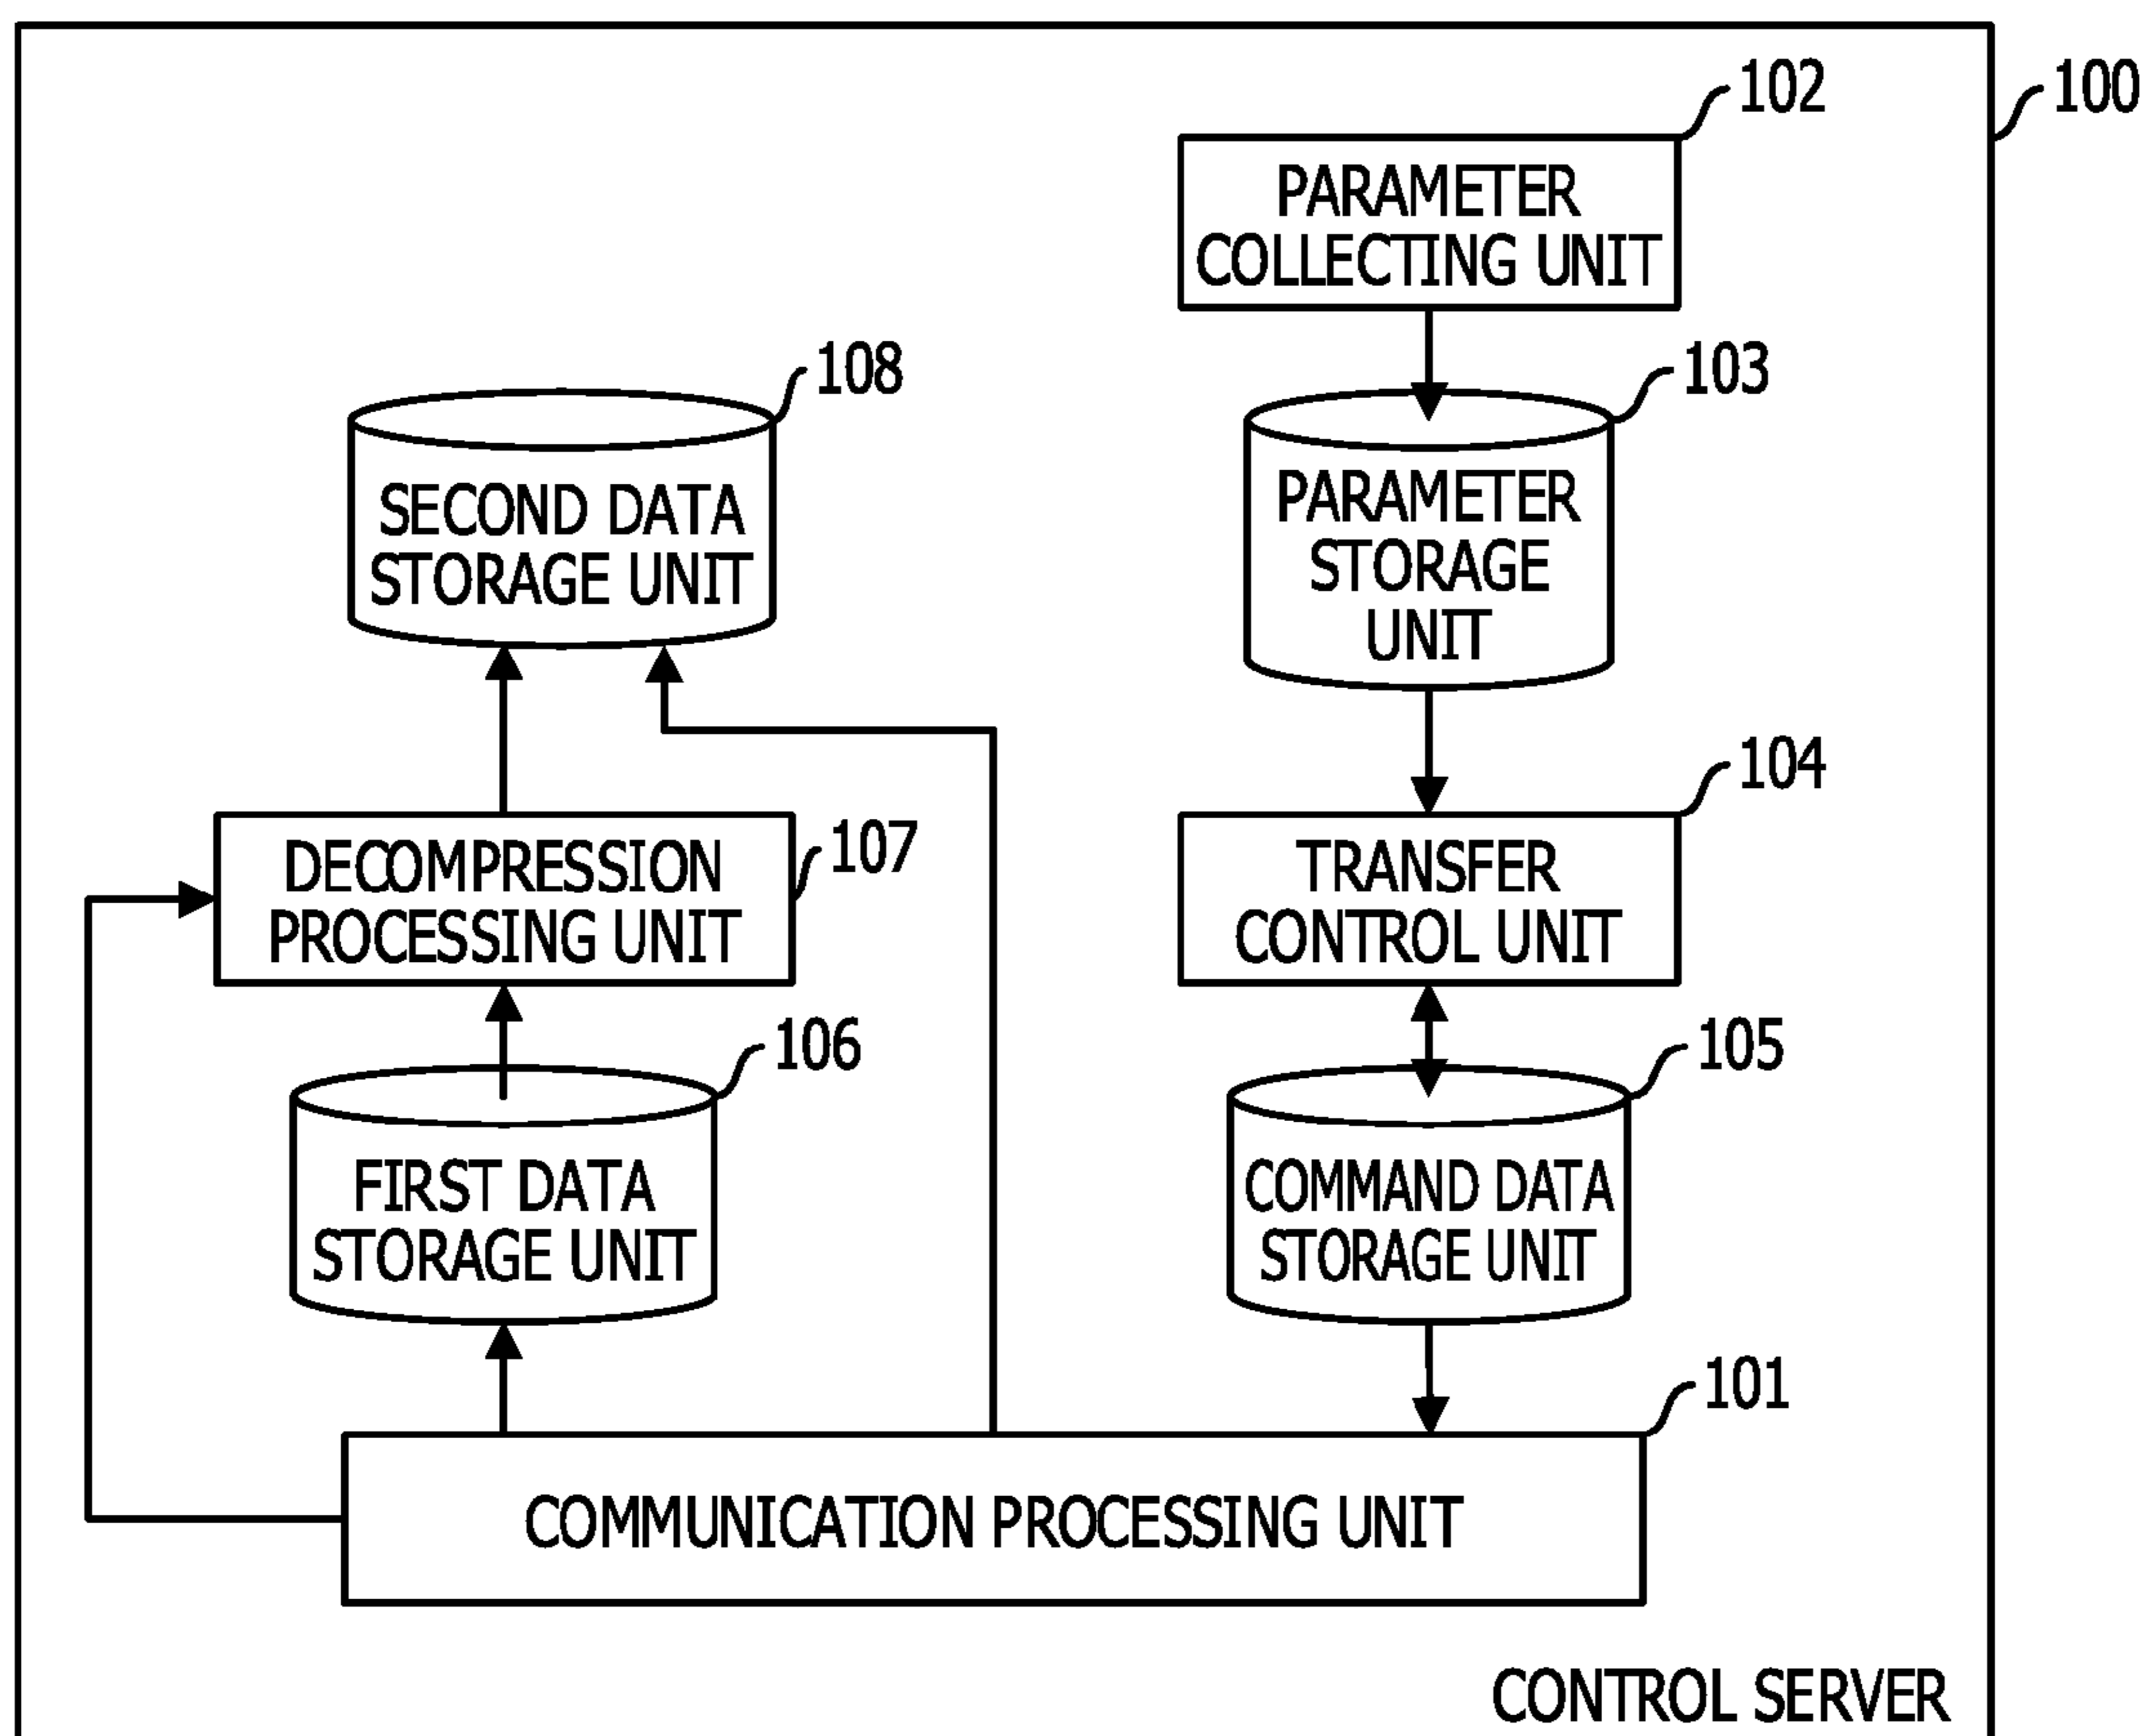 102
100
PARAMETER
COLLECTING UNIT
108
103
SECOND DATA
STORAGE UNIT
PARAMETER
STORAGE
UNIT
104
107
DECOMPRESSION
PROCESSING UNIT
TRANSFER
CONTROL UNIT
106
105
FIRST DATA
STORAGE UNIT
COMMAND DATA
STORAGE UNIT
101
COMMUNICATION PROCESSING UNIT
CONTROL SERVER